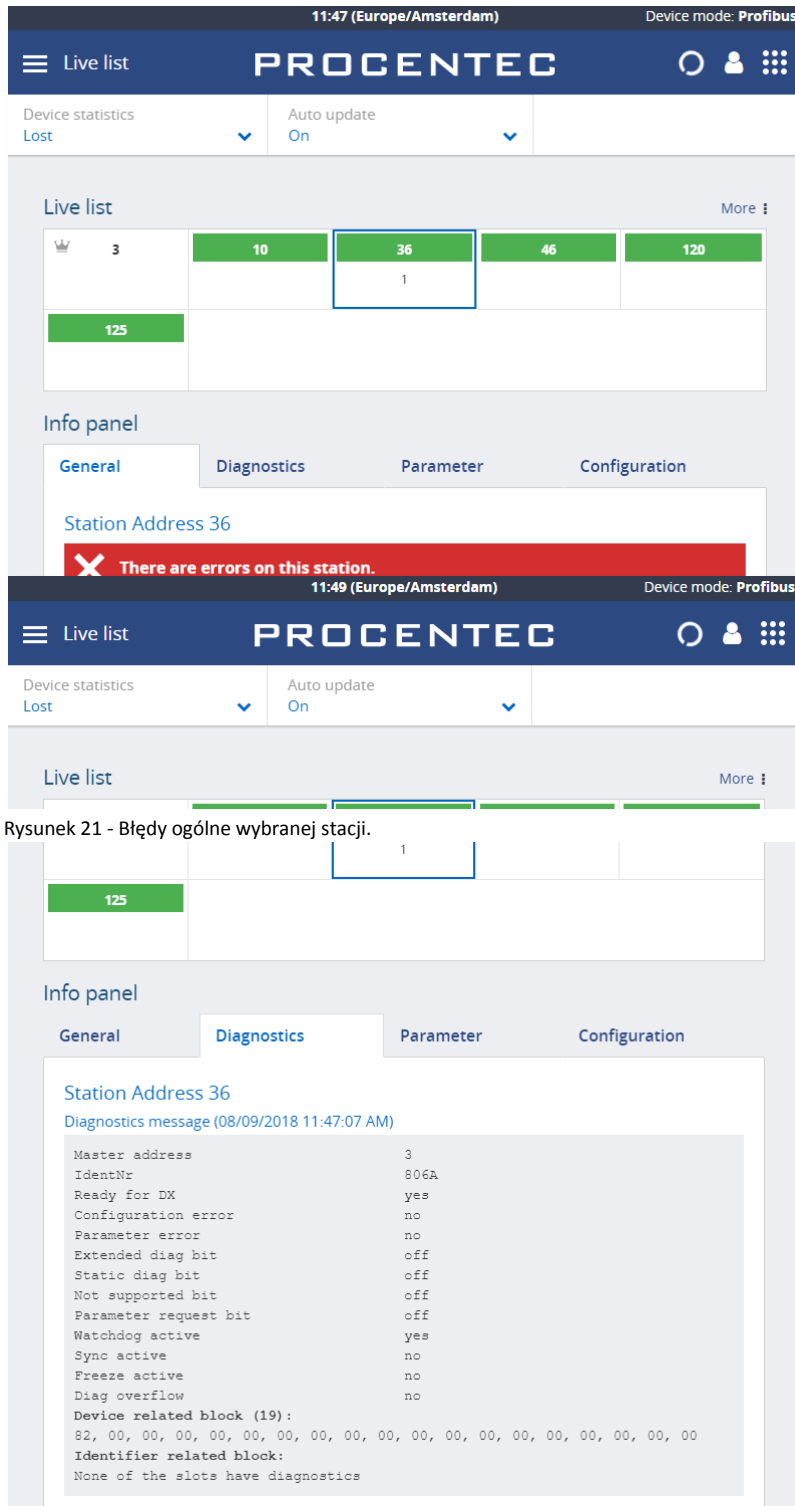 11:47 (Europe/Amsterdam) Device mode: Profibus
Live list PROCENTEC
Device statistics Auto update
Lost On
Live list More
3 10 36 46 120
1
125
Info panel
General Diagnostics Parameter Configuration
Station Address 36
There are errors on this station.
11:49 (Europe/Amsterdam) Device mode: Profibus
Live list PROCENTEC
Device statistics Auto update
Lost On
Live list More
Rysunek 21 - Błędy ogólne wybranej stacji.
1
125
Info panel
General Diagnostics Parameter Configuration
Station Address 36
Diagnostics message (08/09/2018 11:47:07 AM)
Master address 3
IdentNr 806A
Ready for DX yes
Configuration error no
Parameter error no
Extended diag bit off
Static diag bit off
Not supported bit off
Parameter request bit off
Watchdog active yes
Sync active no
Freeze active no
Diag overflow no
Device related block (19):
82, 00, 00, 00, 00, 00, 00, 00, 00, 00, 00, 00, 00, 00, 00, 00, 00, 00, 00
Identifier related block:
None of the slots have diagnostics